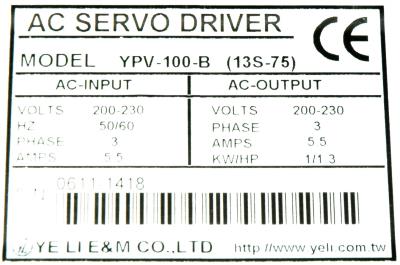 AC SERVO DRIVER CE
MODEL YPV-100-B (13S-75)
AC-INPUT AC-OUTPUT
VOLTS 200-230 VOLTS 200-230
HZ 50/60 PHASE 3
PHASE 3 AMPS 5.5
AMPS 5.5 KW/HP 1/1.3
0611 1418
YE LI E&M CO.,LTD http://www.yeli.com.tw